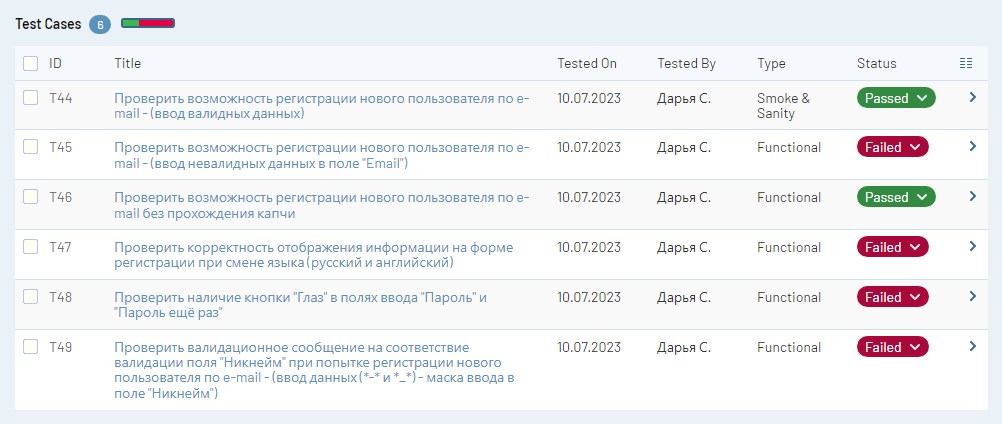 Test Cases 6
ID Title Tested On Tested By Type Status
T44 Проверить возможность регистрации нового пользователя по e- 10.07.2023 Дарья С. Smoke & Passed
mail - (ввод валидных данных) Sanity
T45 Проверить возможность регистрации нового пользователя по e- 10.07.2023 Дарья С. Functional Failed
mail - (ввод невалидных данных в поле "Email")
T46 Проверить возможность регистрации нового пользователя по e- 10.07.2023 Дарья С. Functional Passed
mail без прохождения капчи
T47 Проверить корректность отображения информации на форме 10.07.2023 Дарья С. Functional Failed
регистрации при смене языка (русский и английский)
T48 Проверить наличие кнопки "Глаз" в полях ввода "Пароль" и 10.07.2023 Дарья С. Functional Failed
"Пароль ещё раз"
T49 Проверить валидационное сообщение на соответствие 10.07.2023 Дарья С. Functional Failed
валидации поля "Никнейм" при попытке регистрации нового
пользователя по e-mail - (ввод данных (*-* и *_*) - маска ввода в
поле "Никнейм")